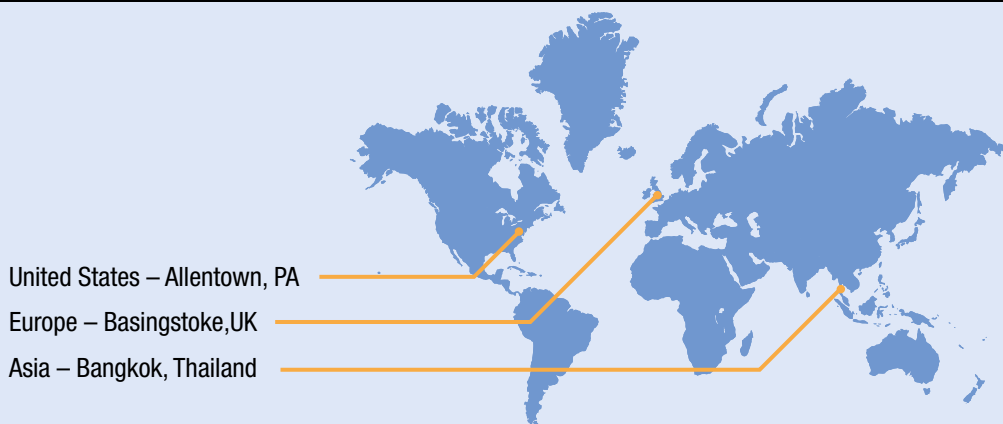 United States – Allentown, PA
Europe – Basingstoke,UK
Asia – Bangkok, Thailand